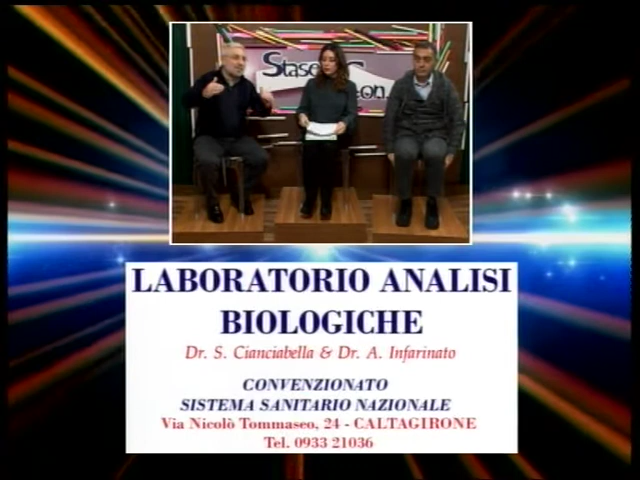 Stase
LABORATORIO ANALISI
BIOLOGICHE
Dr. S. Cianciabella & Dr. A. Infarinato
CONVENZIONATO
SISTEMA SANITARIO NAZIONALE
Via Nicolò Tommaseo, 24 - CALTAGIRONE
Tel. 0933 21036